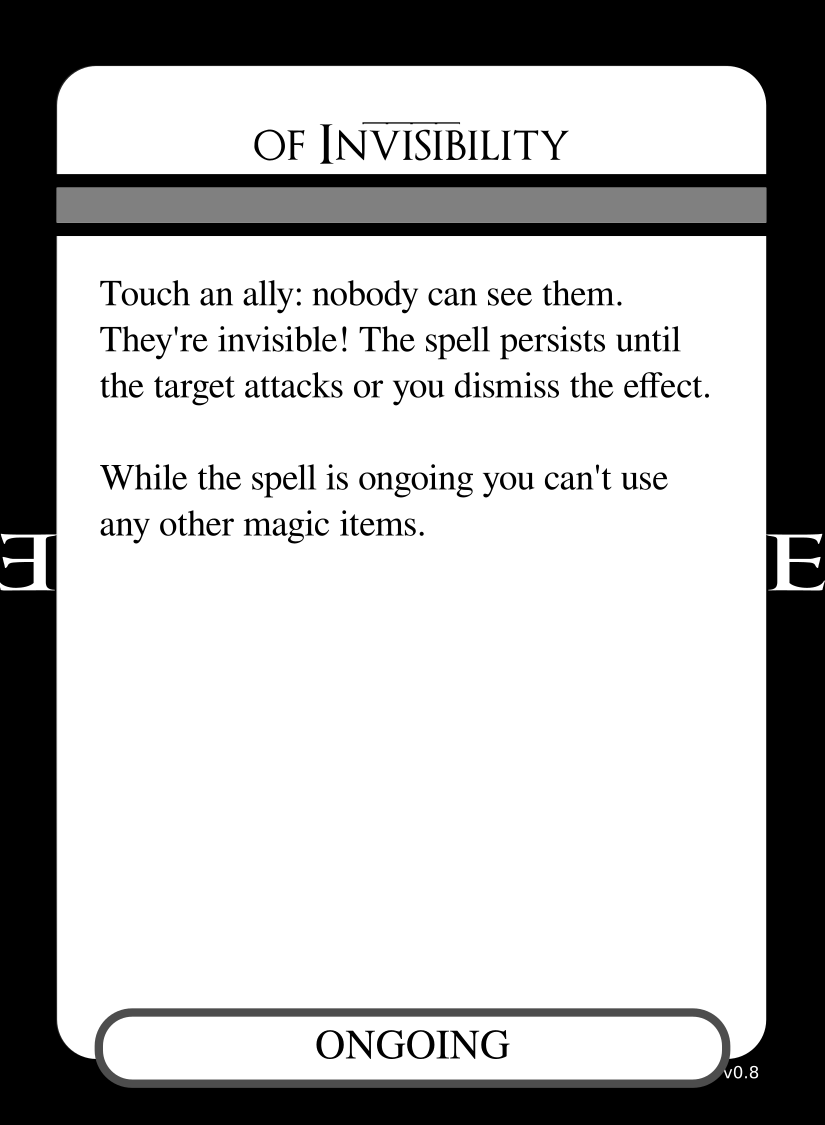 OF INVISIBILITY
Touch an ally: nobody can see them.
They're invisible! The spell persists until
the target attacks or you dismiss the effect.
While the spell is ongoing you can't use
any other magic items.
E
E
ONGOING
v0.8